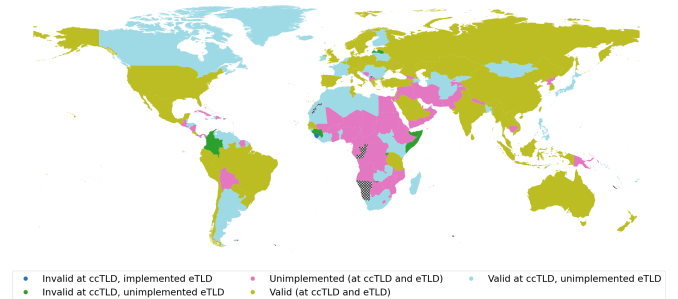 Invalid at ccTLD, implemented eTLD
Invalid at ccTLD, unimplemented eTLD
Unimplemented (at ccTLD and eTLD)
Valid (at ccTLD and eTLD)
Valid at ccTLD, unimplemented eTLD